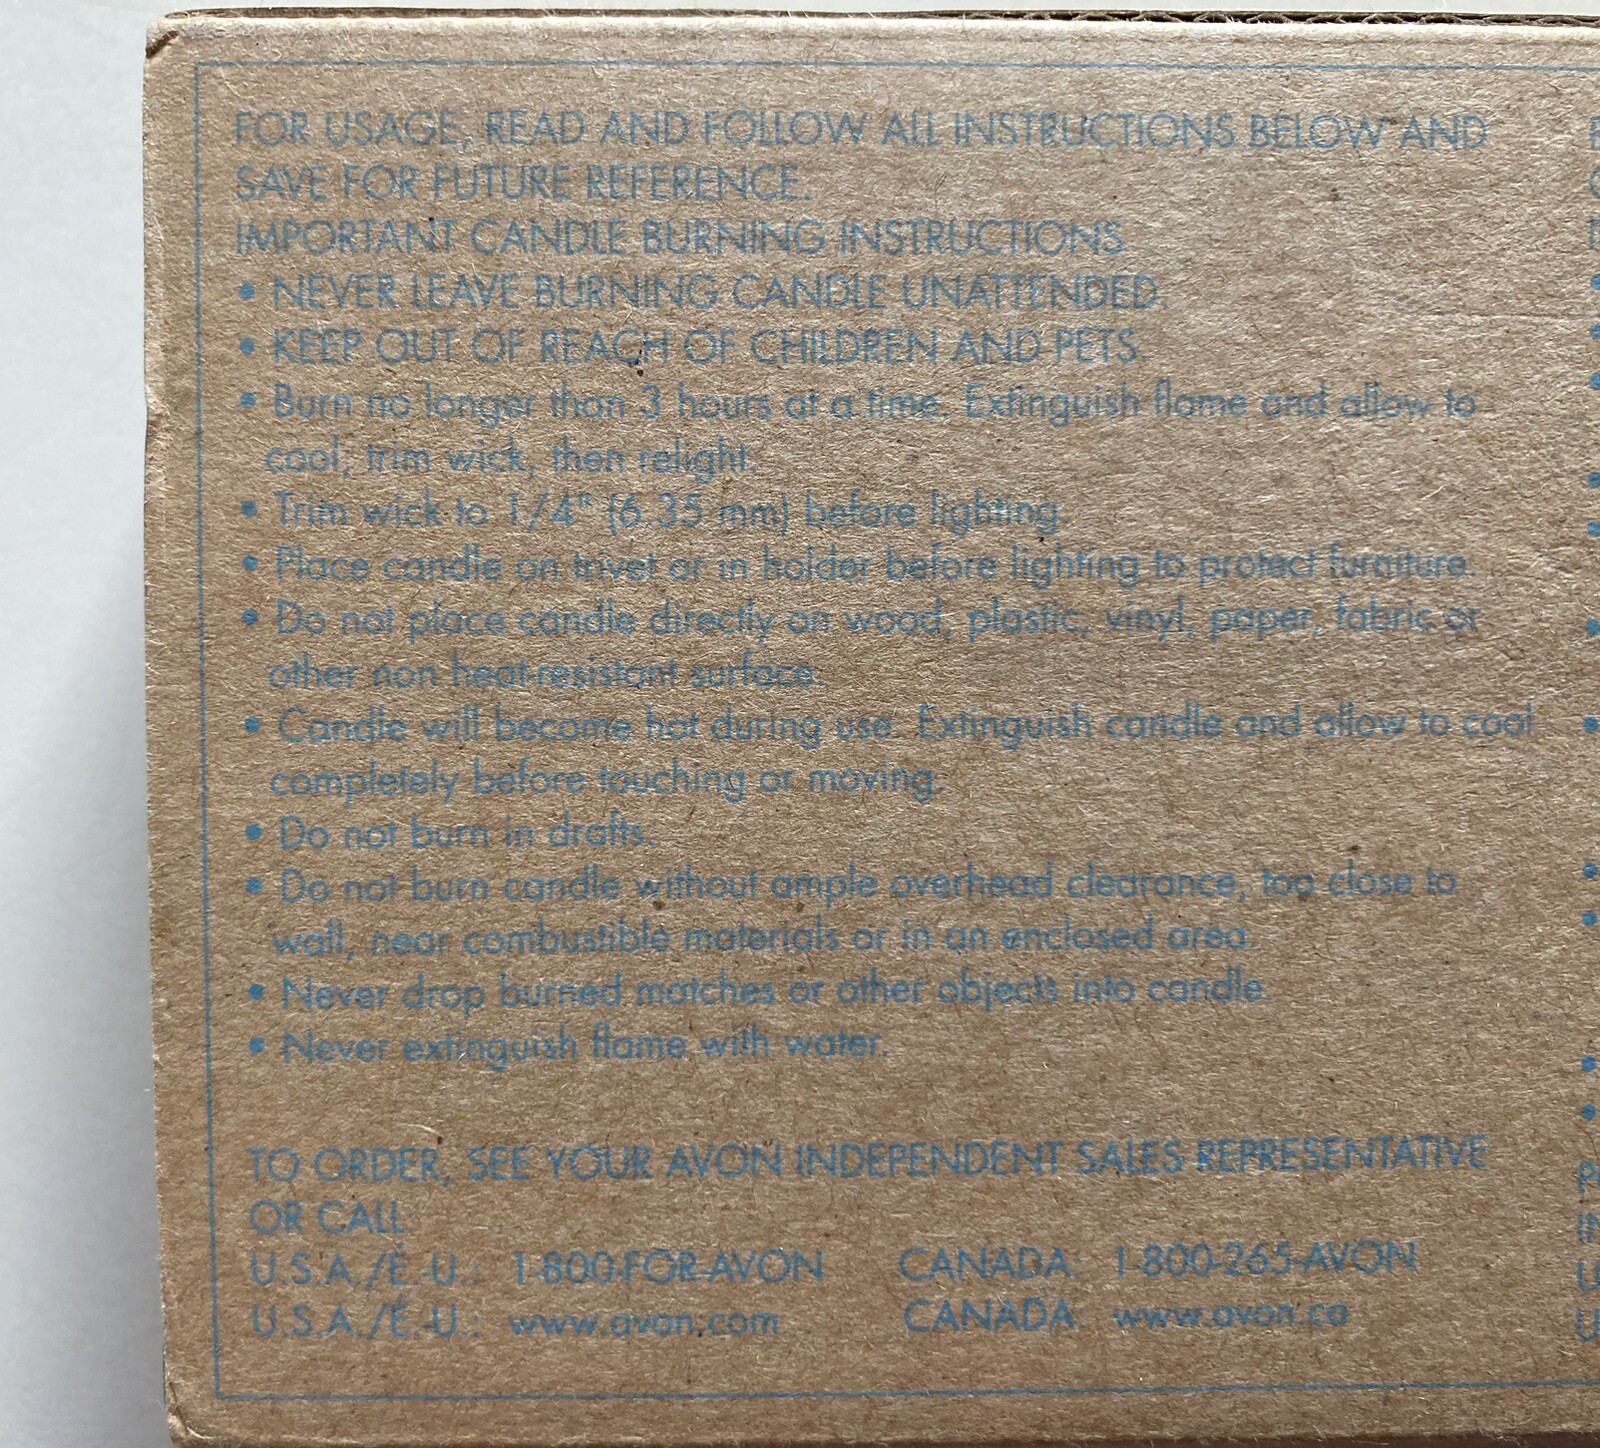 FOR USAGE, READ AND FOLLOW ALL INSTRUCTIONS BELOW AND
SAVE FOR FUTURE REFERENCE.
IMPORTANT CANDLE BURNING INSTRUCTIONS.
• NEVER LEAVE BURNING CANDLE UNATTENDED.
• KEEP OUT OF REACH OF CHILDREN AND PETS.
• Burn no longer than 3 hours at a time. Extinguish flame and allow to
cool; trim wick, then relight.
• Trim wick to 1/4" (6.35 mm) before lighting.
• Place candle on trivet or in holder before lighting to protect furniture.
• Do not place candle directly on wood, plastic, vinyl, paper, fabric or
other non heat-resistant surface.
• Candle will become hot during use. Extinguish candle and allow to cool
completely before touching or moving.
• Do not burn in drafts.
• Do not burn candle without ample overhead clearance, too close to
wall, near combustible materials or in an enclosed area.
• Never drop burned matches or other objects into candle.
• Never extinguish flame with water.
TO ORDER, SEE YOUR AVON INDEPENDENT SALES REPRESENTATIVE
OR CALL:
U.S.A./É.-U.: 1-800-FOR-AVON CANADA: 1-800-265-AVON
U.S.A./É.-U.: www.avon.com CANADA: www.avon.ca